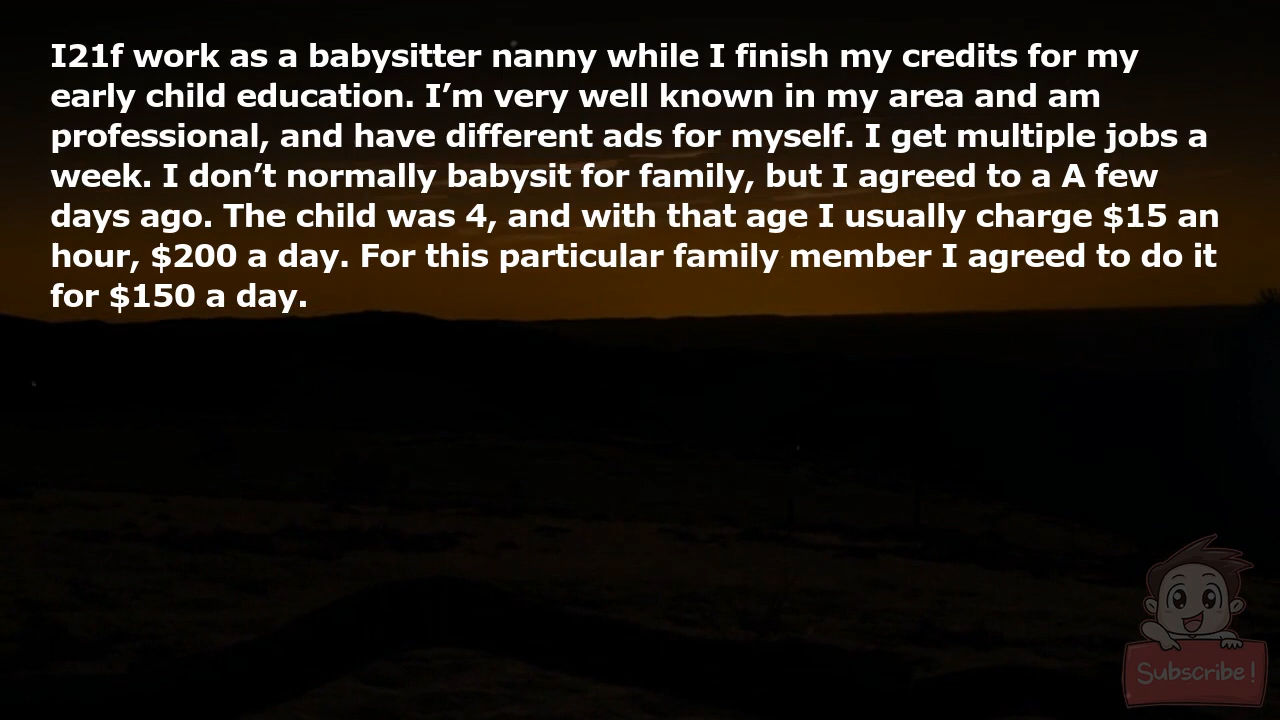 I21f work as a babysitter nanny while I finish my credits for my
early child education. I’m very well known in my area and am
professional, and have different ads for myself. I get multiple jobs a
week. I don’t normally babysit for family, but I agreed to a A few
days ago. The child was 4, and with that age I usually charge $15 an
hour, $200 a day. For this particular family member I agreed to do it
for $150 a day.
Subscribe!